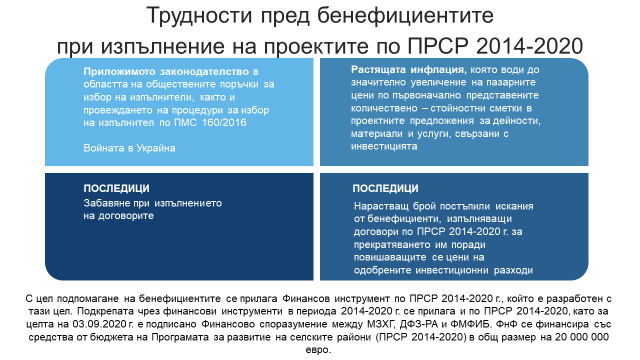 Трудности пред бенефициентите
при изпълнение на проектите по ПРСР 2014-2020
Приложимото законодателство в
областта на обществените поръчки за
избор на изпълнители, както и
провеждането на процедури за избор
на изпълнител по ПМС 160/2016
Войната в Украйна
Растящата инфлация, която води до
значително увеличение на пазарните
цени по първоначално представените
количествено – стойностни сметки в
проектните предложения за дейности,
материали и услуги, свързани с
инвестицията
ПОСЛЕДИЦИ
Забавяне при изпълнението
на договорите
ПОСЛЕДИЦИ
Нарастващ брой постъпили искания
от бенефициенти, изпълняващи
договори по ПРСР 2014-2020 г. за
прекратяването им поради
повишаващите се цени на
одобрените инвестиционни разходи
С цел подпомагане на бенефициентите се прилага Финансов инструмент по ПРСР 2014-2020 г., който е разработен с
тази цел. Подкрепата чрез финансови инструменти в периода 2014-2020 г. се прилага и по ПРСР 2014-2020, като за
целта на 03.09.2020 г. е подписано Финансово споразумение между МЗХГ, ДФЗ-РА и ФМФИБ. ФнФ се финансира със
средства от бюджета на Програмата за развитие на селските райони (ПРСР 2014-2020) в общ размер на 20 000 000
евро.